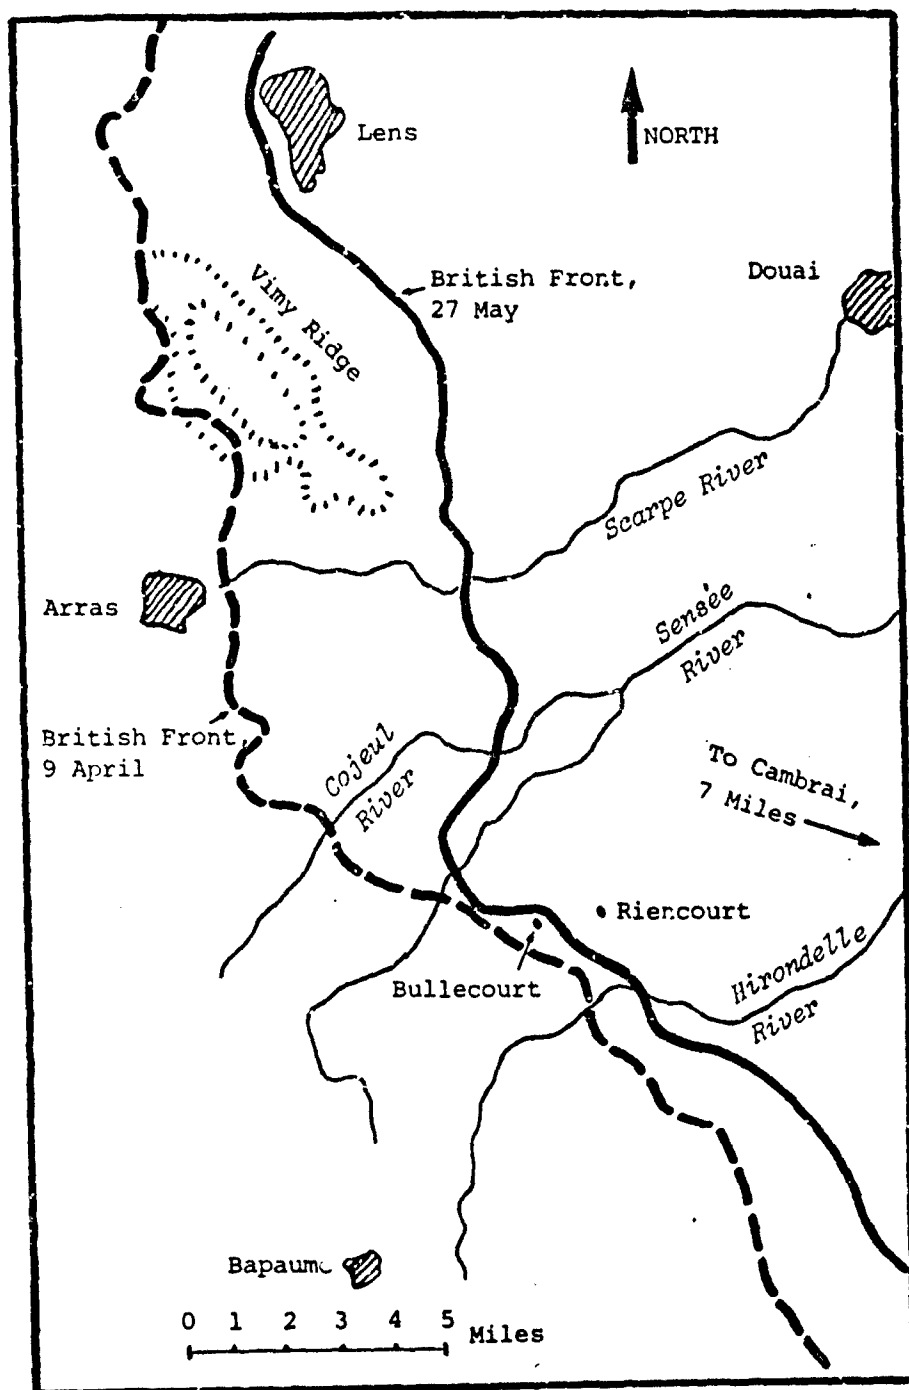 Lens
NORTH
Vimy Ridge
British Front,
27 May
Douai
Scarpe River
Arras
Sensée
River
British Front,
9 April
Cojeul
River
To Cambrai,
7 Miles
Riencourt
Bullecourt
Hirondelle
River
Bapaume
0 1 2 3 4 5 Miles